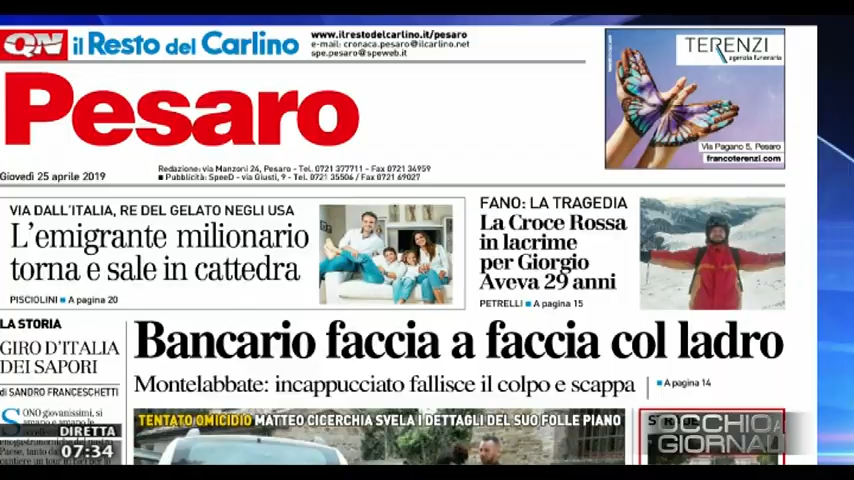 QN il Resto del Carlino
www.ilrestodelcarlino.it/pesaro
e-mail: cronaca.pesaro@ilcarlino.net
spe.pesaro@speweb.it
TERENZI
agenzia funeraria
Via Pagano 5, Pesaro
francoterenzi.com
Pesaro
Giovedì 25 aprile 2019
Redazione: via Manzoni 24, Pesaro - Tel. 0721 377711 - Fax 0721 34959
■ Pubblicità: SpeeD - via Giusti, 9 - Tel. 0721 35506 / Fax 0721 69027
VIA DALL'ITALIA, RE DEL GELATO NEGLI USA
L'emigrante milionario
torna e sale in cattedra
PISCIOLINI ■ A pagina 20
FANO: LA TRAGEDIA
La Croce Rossa
in lacrime
per Giorgio
Aveva 29 anni
PETRELLI ■ A pagina 15
LA STORIA
GIRO D'ITALIA
DEI SAPORI
di SANDRO FRANCESCHETTI
SONO giovanissimi, si
Bancario faccia a faccia col ladro
Montelabbate: incappucciato fallisce il colpo e scappa
■ A pagina 14
TENTATO OMICIDIO MATTEO CICERCHIA SVELA I DETTAGLI DEL SUO FOLLE PIANO
DIRETTA
07:34
OCCHIO AI
GIORNALI